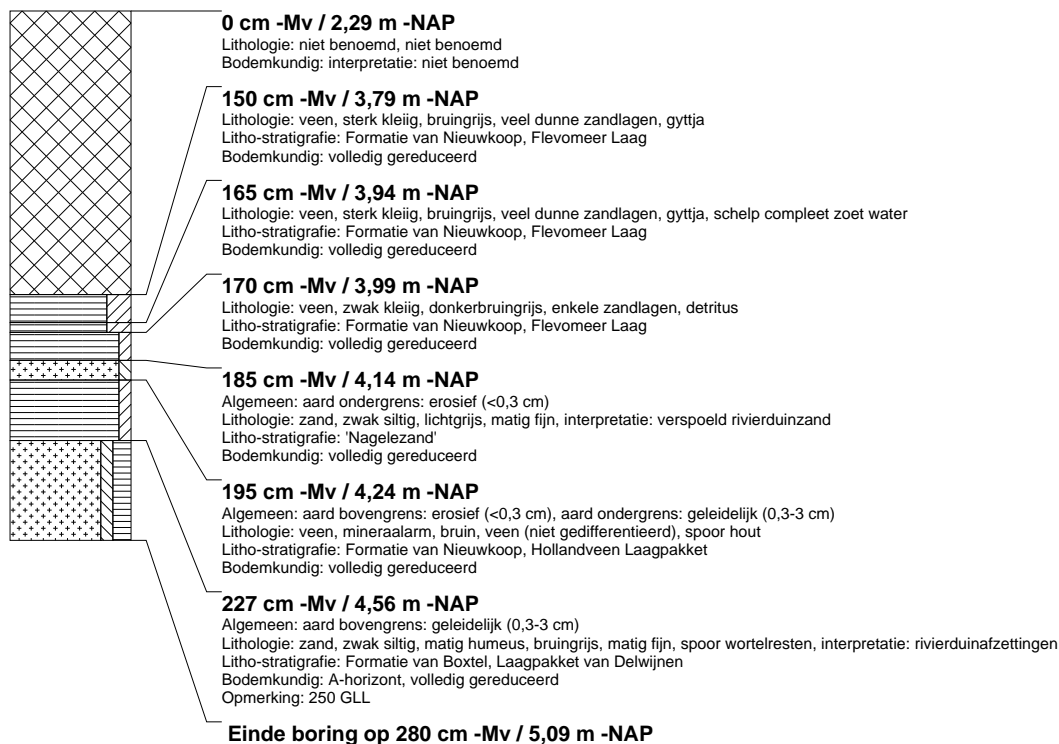 0 cm -Mv / 2,29 m -NAP
Lithologie: niet benoemd, niet benoemd
Bodemkundig: interpretatie: niet benoemd
150 cm -Mv / 3,79 m -NAP
Lithologie: veen, sterk kleiig, bruingrijs, veel dunne zandlagen, gyttja
Litho-stratigrafie: Formatie van Nieuwkoop, Flevomeer Laag
Bodemkundig: volledig gereduceerd
165 cm -Mv / 3,94 m -NAP
Lithologie: veen, sterk kleiig, bruingrijs, veel dunne zandlagen, gyttja, schelp compleet zoet water
Litho-stratigrafie: Formatie van Nieuwkoop, Flevomeer Laag
Bodemkundig: volledig gereduceerd
170 cm -Mv / 3,99 m -NAP
Lithologie: veen, zwak kleiig, donkerbruingrijs, enkele zandlagen, detritus
Litho-stratigrafie: Formatie van Nieuwkoop, Flevomeer Laag
Bodemkundig: volledig gereduceerd
185 cm -Mv / 4,14 m -NAP
Algemeen: aard ondergrens: erosief (<0,3 cm)
Lithologie: zand, zwak siltig, lichtgrijs, matig fijn, interpretatie: verspoeld rivierduinzand
Litho-stratigrafie: 'Nagelezand'
Bodemkundig: volledig gereduceerd
195 cm -Mv / 4,24 m -NAP
Algemeen: aard bovengrens: erosief (<0,3 cm), aard ondergrens: geleidelijk (0,3-3 cm)
Lithologie: veen, mineraalarm, bruin, veen (niet gedifferentieerd), spoor hout
Litho-stratigrafie: Formatie van Nieuwkoop, Hollandveen Laagpakket
Bodemkundig: volledig gereduceerd
227 cm -Mv / 4,56 m -NAP
Algemeen: aard bovengrens: geleidelijk (0,3-3 cm)
Lithologie: zand, zwak siltig, matig humeus, bruingrijs, matig fijn, spoor wortelresten, interpretatie: rivierduinafzettingen
Litho-stratigrafie: Formatie van Boxtel, Laagpakket van Delwijnen
Bodemkundig: A-horizont, volledig gereduceerd
Opmerking: 250 GLL
Einde boring op 280 cm -Mv / 5,09 m -NAP